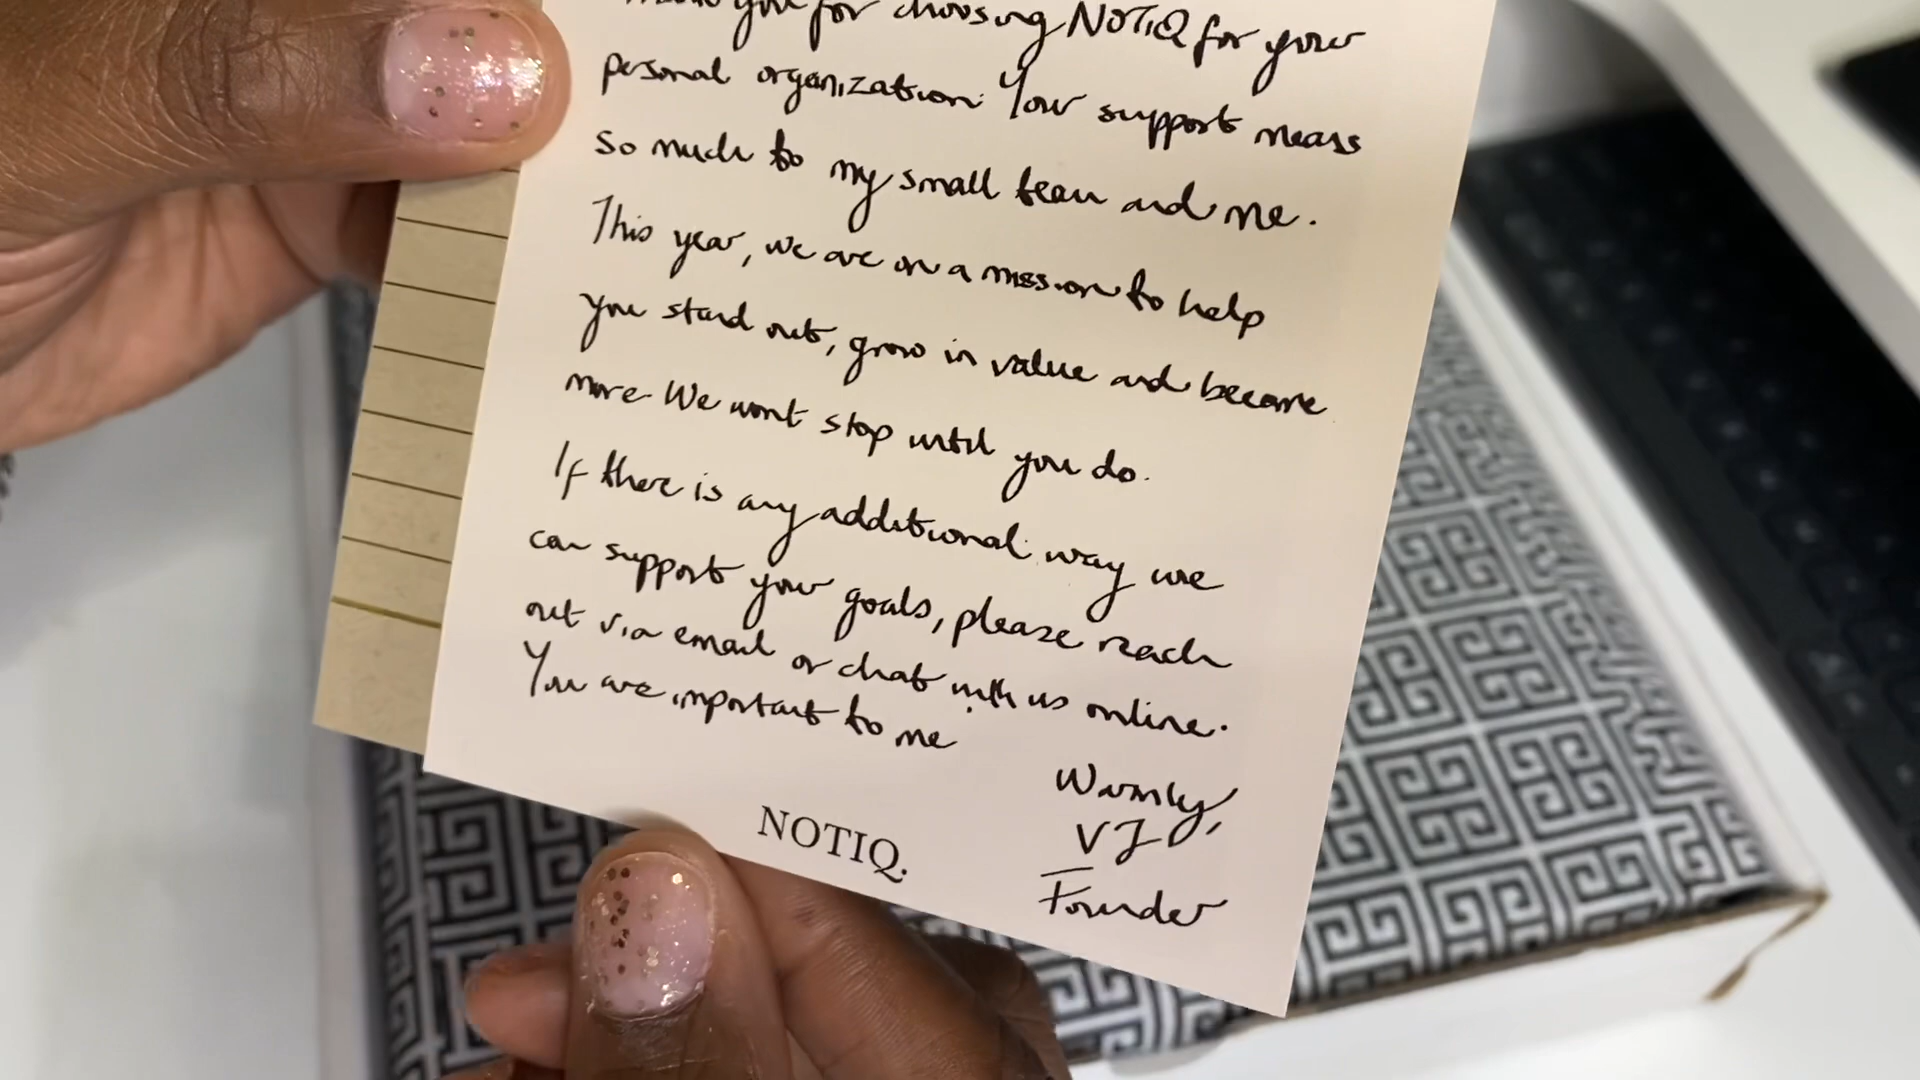 Thank you for choosing NOTIQ for your
personal organization. Your support means
so much to my small team and me.
This year, we are on a mission to help
you stand out, grow in value and become
more. We wont stop until you do.
If there is any additional way we
can support your goals, please reach
out via email or chat with us online.
You are important to me
Warmly,
VJ
Founder
NOTIQ.